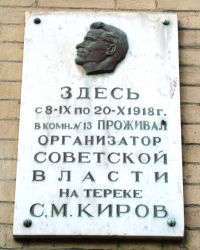 ЗДЕСЬ
С 8-IX ПО 20-X 1918 г.
В КОМН. № 13 ПРОЖИВАЛ
ОРГАНИЗАТОР
СОВЕТСКОЙ
ВЛАСТИ
НА ТЕРЕКЕ
С.М.КИРОВ